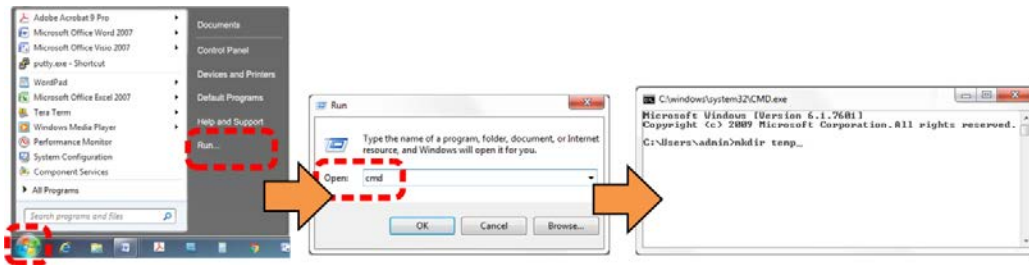 Adobe Acrobat 9 Pro
Microsoft Office Word 2007
Microsoft Office Visio 2007
putty.exe - Shortcut
WordPad
Microsoft Office Excel 2007
Tera Term
Windows Media Player
Performance Monitor
System Configuration
Component Services
All Programs
Search programs and files
Documents
Control Panel
Devices and Printers
Default Programs
Help and Support
Run...
Run
Type the name of a program, folder, document, or Internet
resource, and Windows will open it for you.
Open: cmd
OK Cancel Browse...
C:\windows\system32\CMD.exe
Microsoft Windows [Version 6.1.7601]
Copyright (c) 2009 Microsoft Corporation.All rights reserved.
C:\Users\admin>mkdir temp_